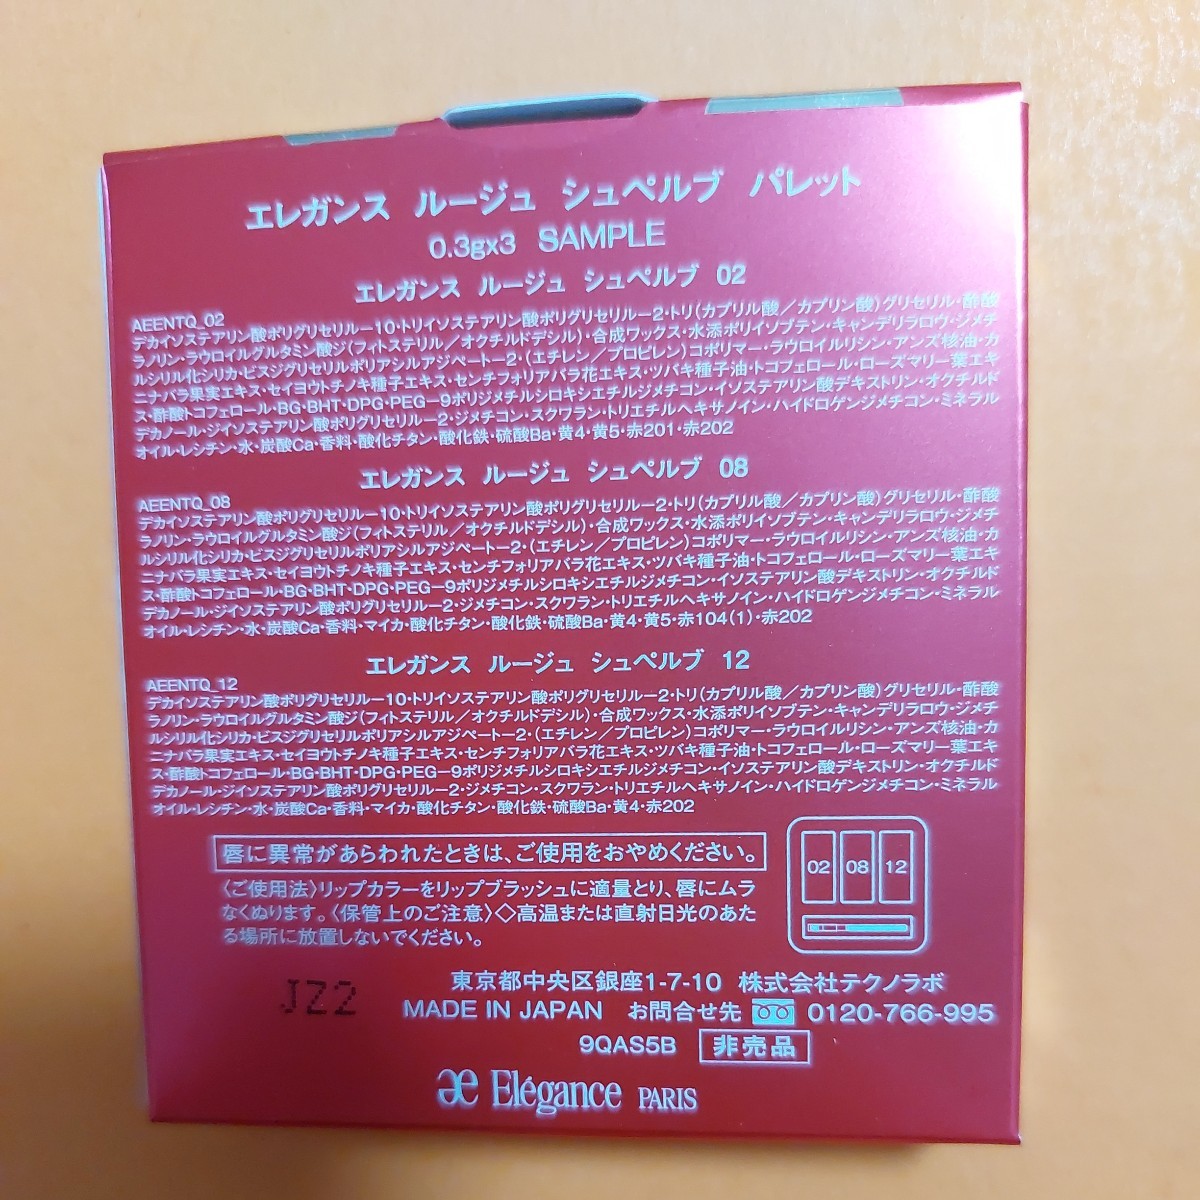 エレガンス ルージュ シュペルブ パレット
0.3gx3 SAMPLE
エレガンス ルージュ シュペルブ 02
AEENTQ_02
デカイソステアリン酸ポリグリセリルー10・トリイソステアリン酸ポリグリセリルー2・トリ(カプリル酸／カプリン酸)グリセリル・酢酸
ラノリン・ラウロイルグルタミン酸ジ(フィトステリル／オクチルドデシル)・合成ワックス・水添ポリイソブテン・キャンデリラロウ・ジメチ
ルシリル化シリカ・ビスジグリセリルポリアシルアジペートー2・(エチレン／プロピレン)コポリマー・ラウロイルリシン・アンズ核油・カ
ニナバラ果実エキス・セイヨウトチノキ種子エキス・センチフォリアバラ花エキス・ツバキ種子油・トコフェロール・ローズマリー葉エキ
ス・酢酸トコフェロール・BG・BHT・DPG・PEGー9ポリジメチルシロキシエチルジメチコン・イソステアリン酸デキストリン・オクチルド
デカノール・ジイソステアリン酸ポリグリセリルー2・ジメチコン・スクワラン・トリエチルヘキサノイン・ハイドロゲンジメチコン・ミネラル
オイル・レシチン・水・炭酸Ca・香料・酸化チタン・酸化鉄・硫酸Ba・黄4・黄5・赤201・赤202
エレガンス ルージュ シュペルブ 08
AEENTQ_08
デカイソステアリン酸ポリグリセリルー10・トリイソステアリン酸ポリグリセリルー2・トリ(カプリル酸／カプリン酸)グリセリル・酢酸
ラノリン・ラウロイルグルタミン酸ジ(フィトステリル／オクチルドデシル)・合成ワックス・水添ポリイソブテン・キャンデリラロウ・ジメチ
ルシリル化シリカ・ビスジグリセリルポリアシルアジペートー2・(エチレン／プロピレン)コポリマー・ラウロイルリシン・アンズ核油・カ
ニナバラ果実エキス・セイヨウトチノキ種子エキス・センチフォリアバラ花エキス・ツバキ種子油・トコフェロール・ローズマリー葉エキ
ス・酢酸トコフェロール・BG・BHT・DPG・PEGー9ポリジメチルシロキシエチルジメチコン・イソステアリン酸デキストリン・オクチルド
デカノール・ジイソステアリン酸ポリグリセリルー2・ジメチコン・スクワラン・トリエチルヘキサノイン・ハイドロゲンジメチコン・ミネラル
オイル・レシチン・水・炭酸Ca・香料・マイカ・酸化チタン・酸化鉄・硫酸Ba・黄4・黄5・赤104(1)・赤202
エレガンス ルージュ シュペルブ 12
AEENTQ_12
デカイソステアリン酸ポリグリセリルー10・トリイソステアリン酸ポリグリセリルー2・トリ(カプリル酸／カプリン酸)グリセリル・酢酸
ラノリン・ラウロイルグルタミン酸ジ(フィトステリル／オクチルドデシル)・合成ワックス・水添ポリイソブテン・キャンデリラロウ・ジメチ
ルシリル化シリカ・ビスジグリセリルポリアシルアジペートー2・(エチレン／プロピレン)コポリマー・ラウロイルリシン・アンズ核油・カ
ニナバラ果実エキス・セイヨウトチノキ種子エキス・センチフォリアバラ花エキス・ツバキ種子油・トコフェロール・ローズマリー葉エキ
ス・酢酸トコフェロール・BG・BHT・DPG・PEGー9ポリジメチルシロキシエチルジメチコン・イソステアリン酸デキストリン・オクチルド
デカノール・ジイソステアリン酸ポリグリセリルー2・ジメチコン・スクワラン・トリエチルヘキサノイン・ハイドロゲンジメチコン・ミネラル
オイル・レシチン・水・炭酸Ca・香料・マイカ・酸化チタン・酸化鉄・硫酸Ba・黄4・赤202
唇に異常があらわれたときは、ご使用をおやめください。
〈ご使用法〉リップカラーをリップブラッシュに適量とり、唇にムラ
なくぬります。〈保管上のご注意〉◇高温または直射日光のあた
る場所に放置しないでください。
02 08 12
東京都中央区銀座1-7-10 株式会社テクノラボ
JZ2
MADE IN JAPAN お問合せ先 0120-766-995
9QAS5B 非売品
æ Elégance PARIS